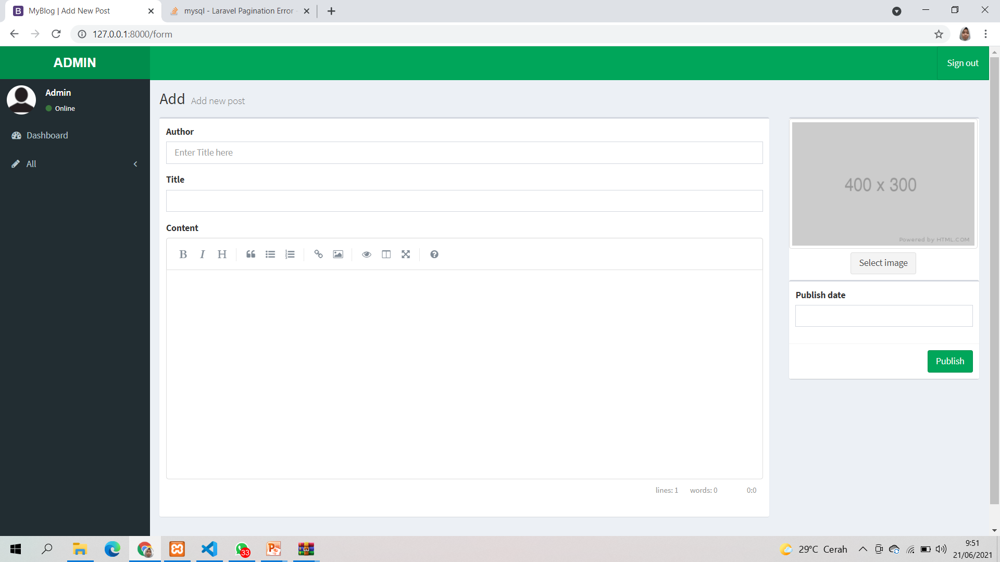 MyBlog | Add New Post
mysql - Laravel Pagination Error
127.0.0.1:8000/form
ADMIN
Sign out
Admin
Online
Dashboard
All
Add Add new post
Author
Enter Title here
Title
Content
B I H
lines: 1 words: 0 0:0
400 x 300
Powered by HTML.COM
Select image
Publish date
Publish
33
29°C Cerah
9:51
21/06/2021